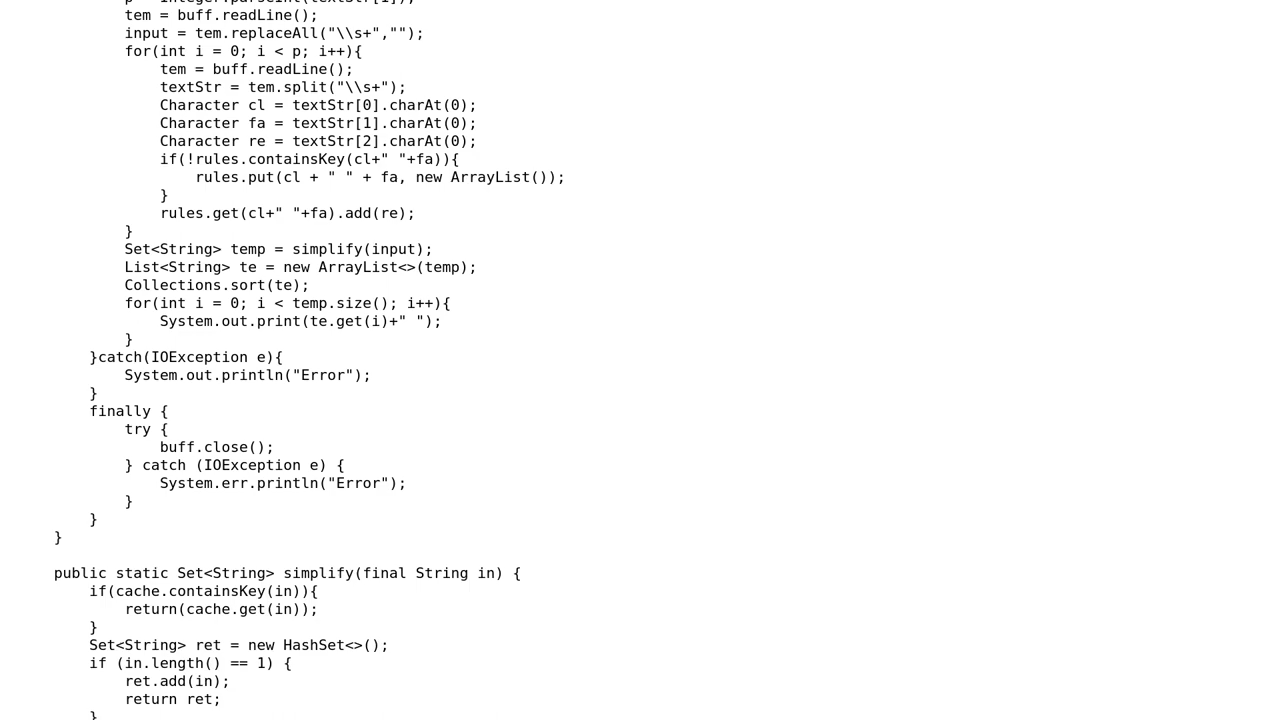 p = Integer.parseInt(textStr[1]);
tem = buff.readLine();
input = tem.replaceAll("\\s+","");
for(int i = 0; i < p; i++){
tem = buff.readLine();
textStr = tem.split("\\s+");
Character cl = textStr[0].charAt(0);
Character fa = textStr[1].charAt(0);
Character re = textStr[2].charAt(0);
if(!rules.containsKey(cl+" "+fa)){
rules.put(cl + " " + fa, new ArrayList());
}
rules.get(cl+" "+fa).add(re);
}
Set<String> temp = simplify(input);
List<String> te = new ArrayList<>(temp);
Collections.sort(te);
for(int i = 0; i < temp.size(); i++){
System.out.print(te.get(i)+" ");
}
}catch(IOException e){
System.out.println("Error");
}
finally {
try {
buff.close();
} catch (IOException e) {
System.err.println("Error");
}
}
}
public static Set<String> simplify(final String in) {
if(cache.containsKey(in)){
return(cache.get(in));
}
Set<String> ret = new HashSet<>();
if (in.length() == 1) {
ret.add(in);
return ret;
}